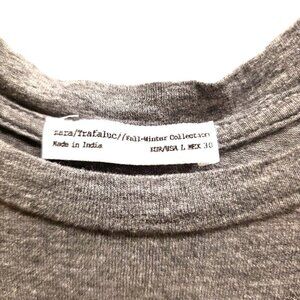 zara/Trafaluc//Fall-Winter Collection
Made in India EUR/USA L MEX 30